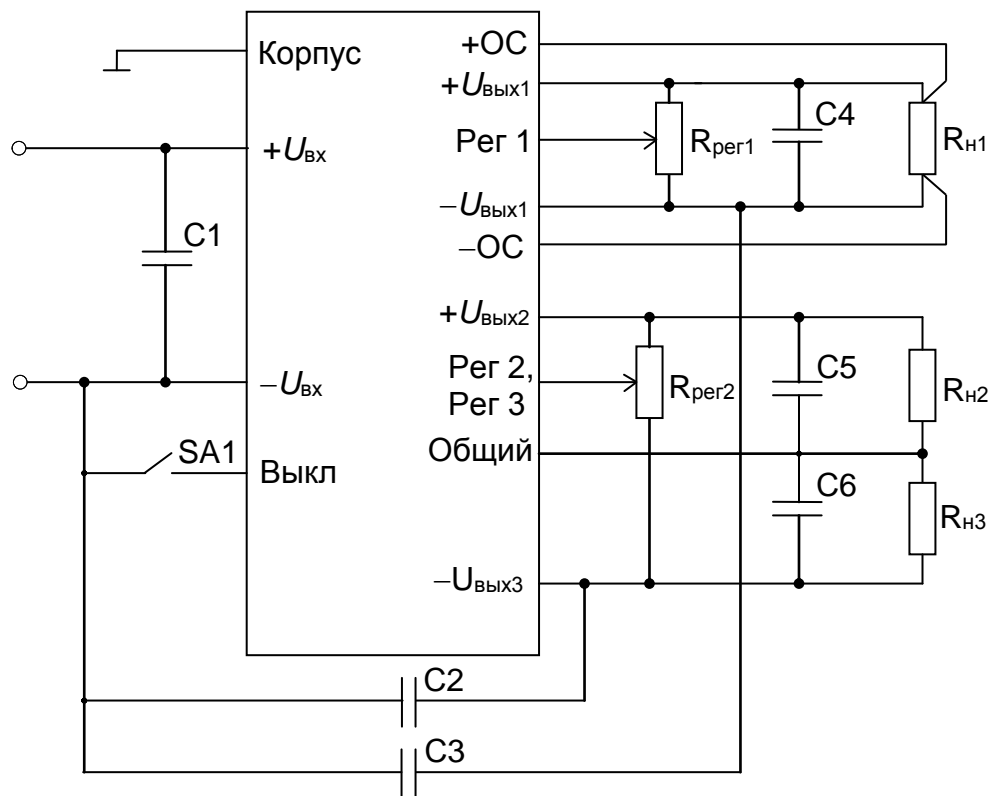 Корпус
+Uвх
C1
−Uвх
SA1
Выкл
+ОС
+Uвых1
Рег 1
Rрег1
C4
Rн1
−Uвых1
−ОС
+Uвых2
Рег 2,
Рег 3
Rрег2
C5
Rн2
Общий
C6
Rн3
−Uвых3
C2
C3